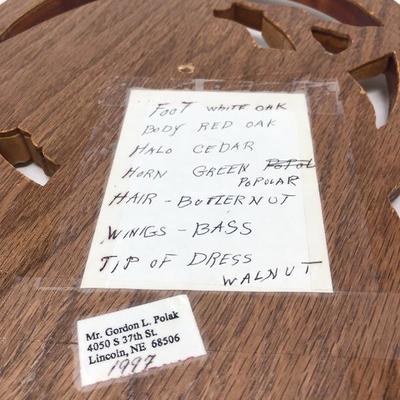 FOOT WHITE OAK
BODY RED OAK
HALO CEDAR
HORN GREEN POPOL
POPOLAR
HAIR - BUTTERNUT
WINGS - BASS
TIP OF DRESS
WALNUT
Mr. Gordon L. Polak
4050 S 37th St.
Lincoln, NE 68506
1997